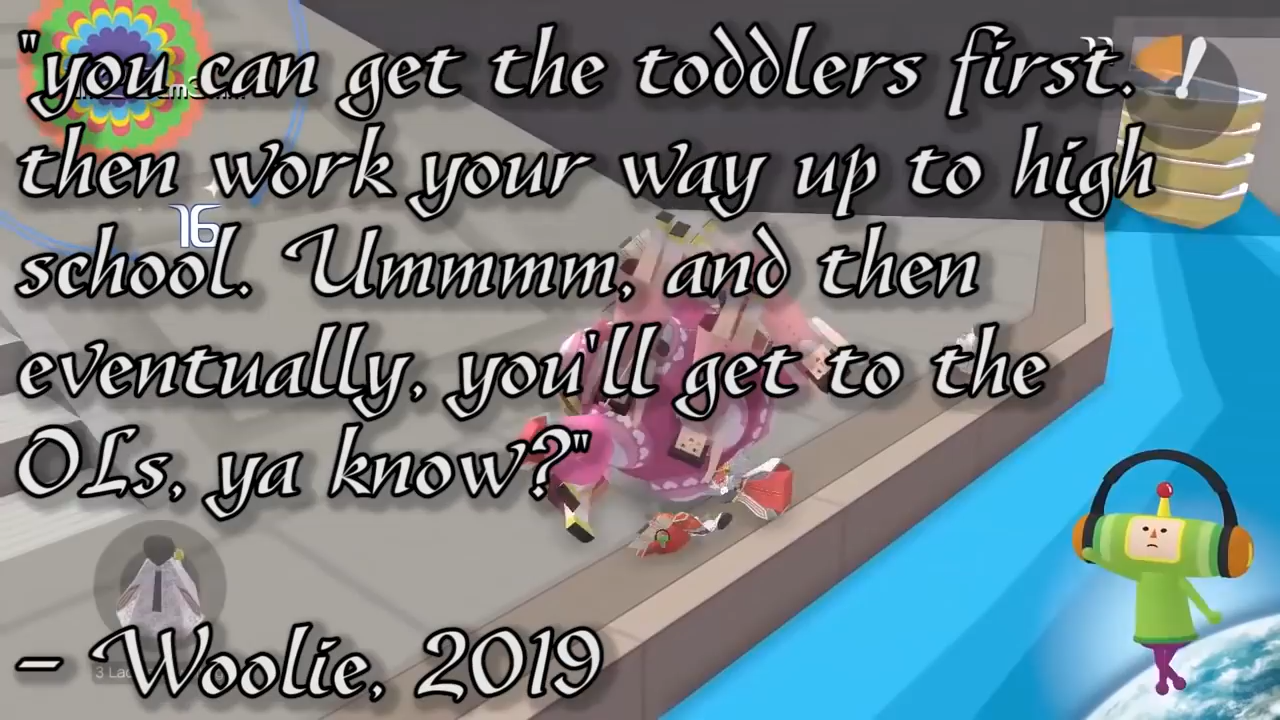 "you can get the toddlers first.
then work your way up to high
school. Ummmm, and then
eventually, you'll get to the
OLs, ya know?"
16
– Woolie, 2019